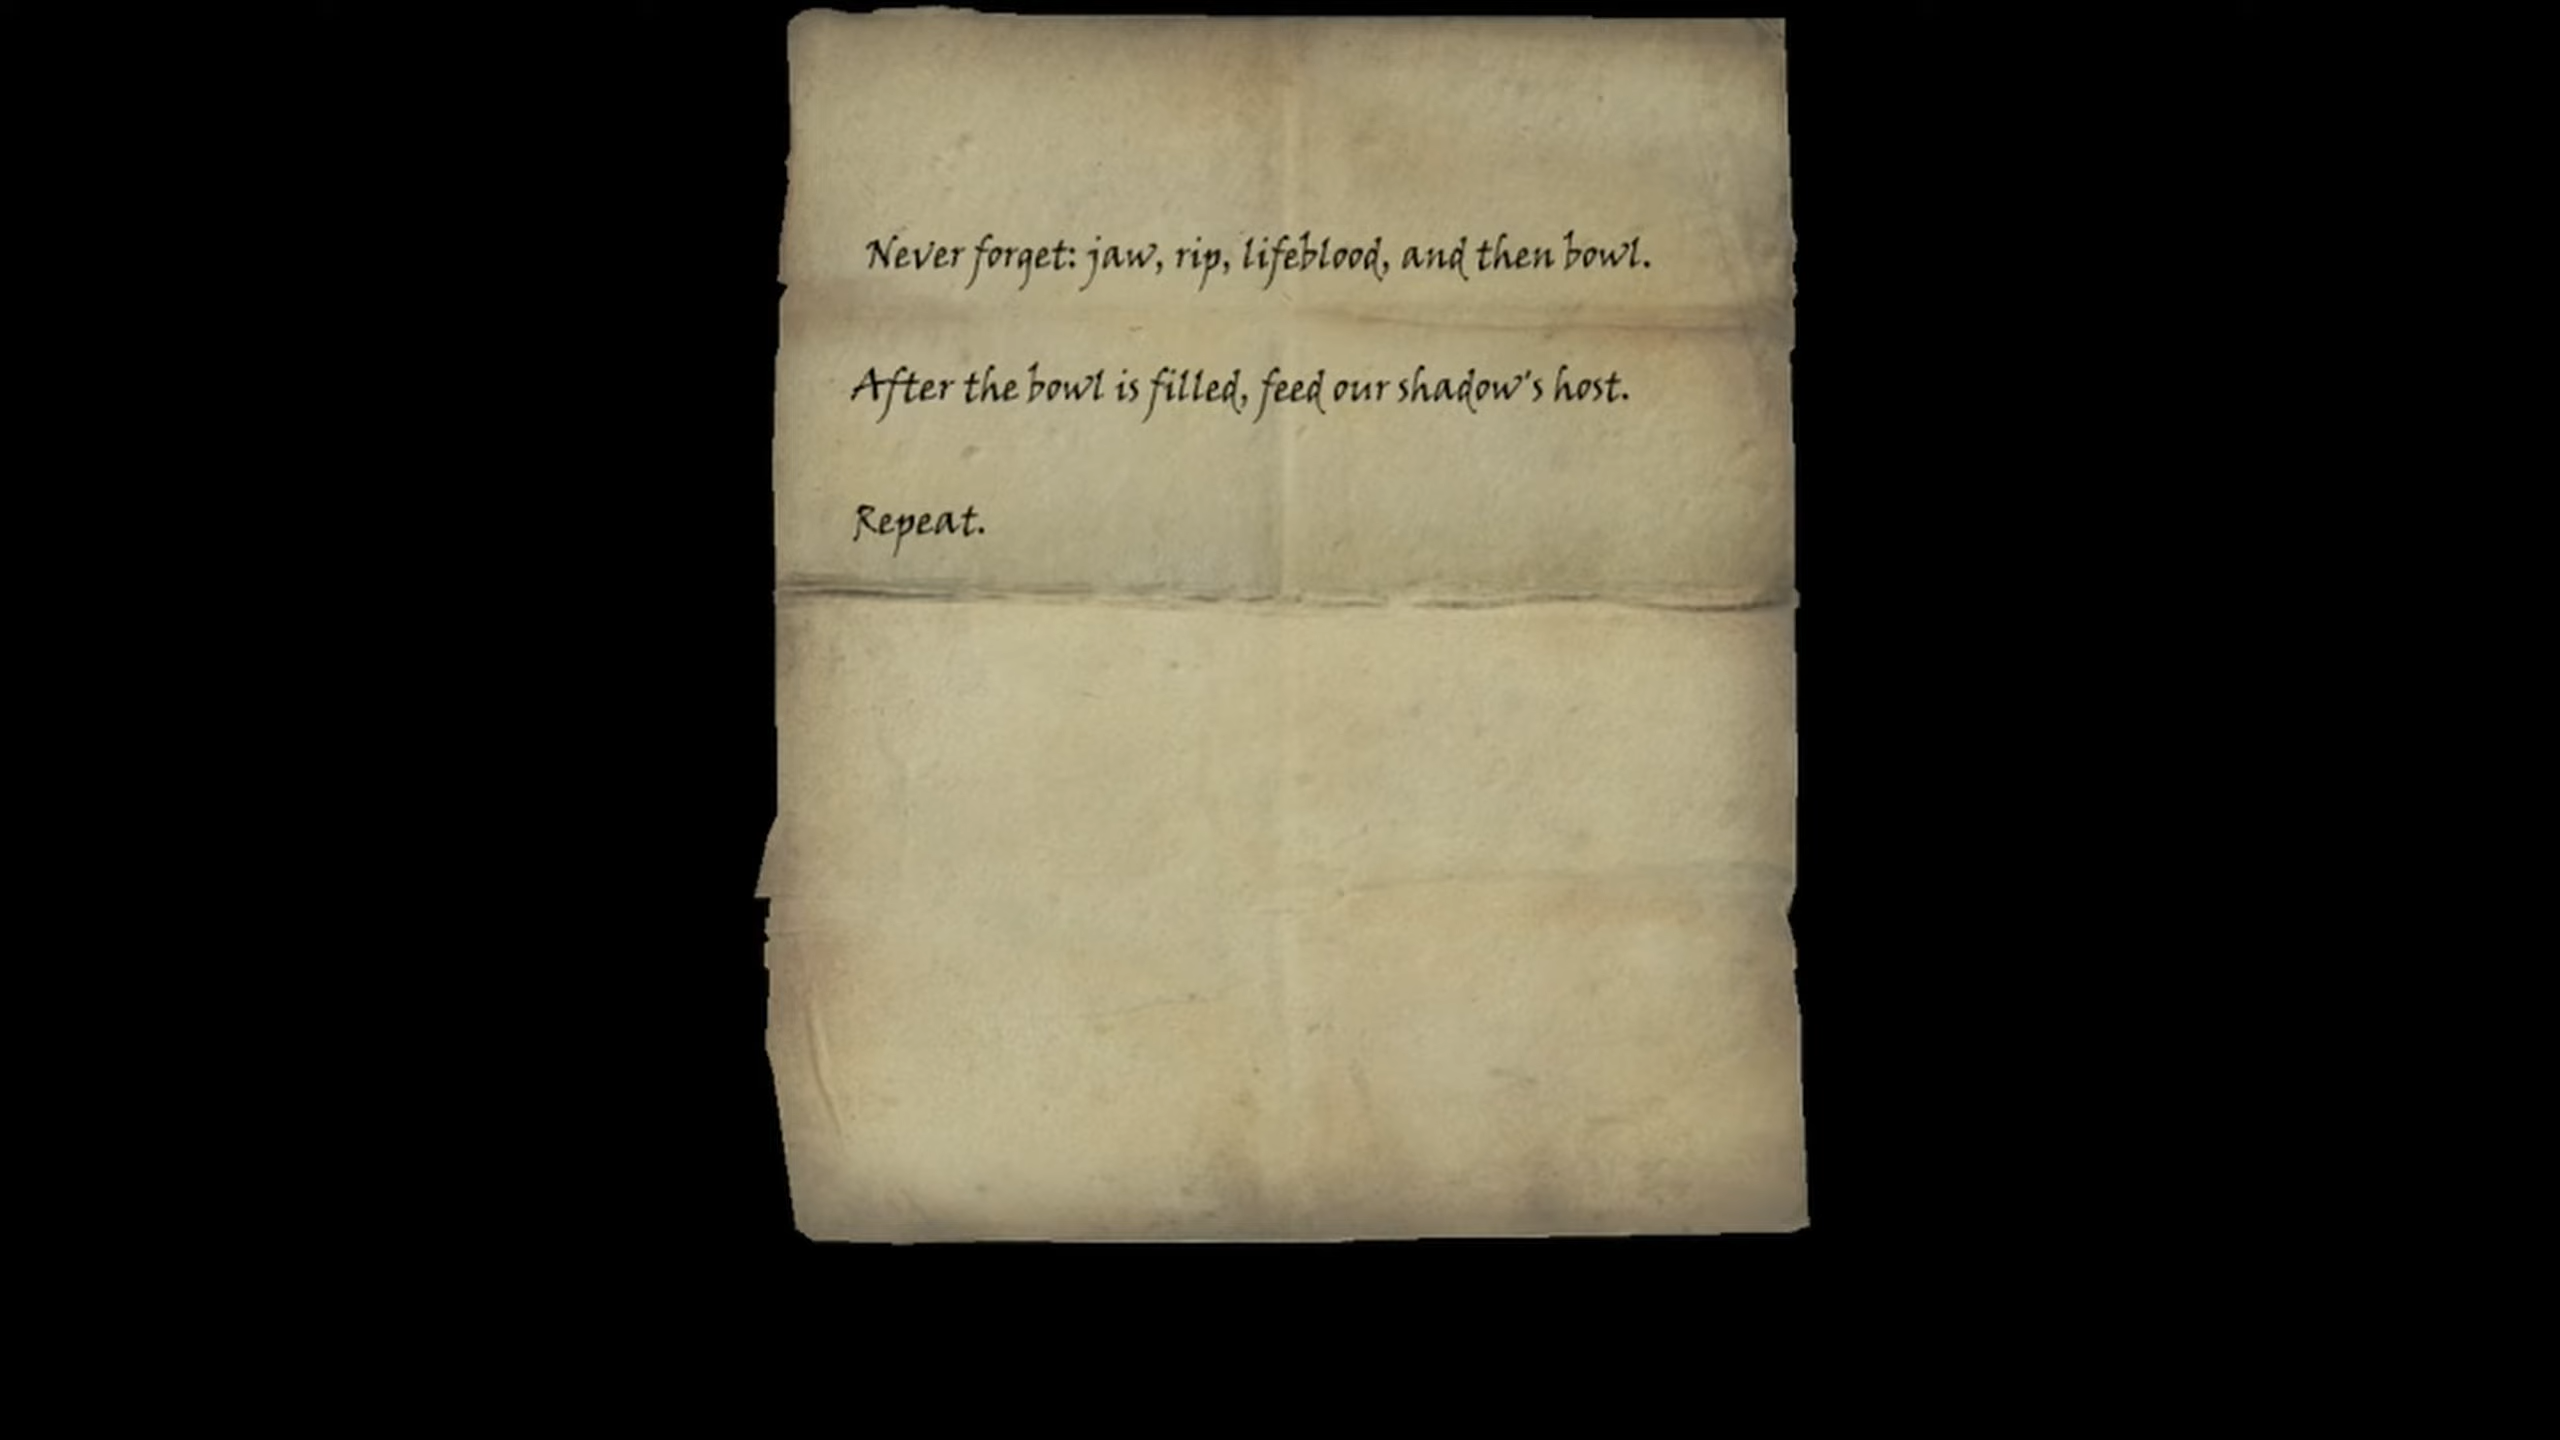 Never forget: jaw, rip, lifeblood, and then bowl.
After the bowl is filled, feed our shadow's host.
Repeat.